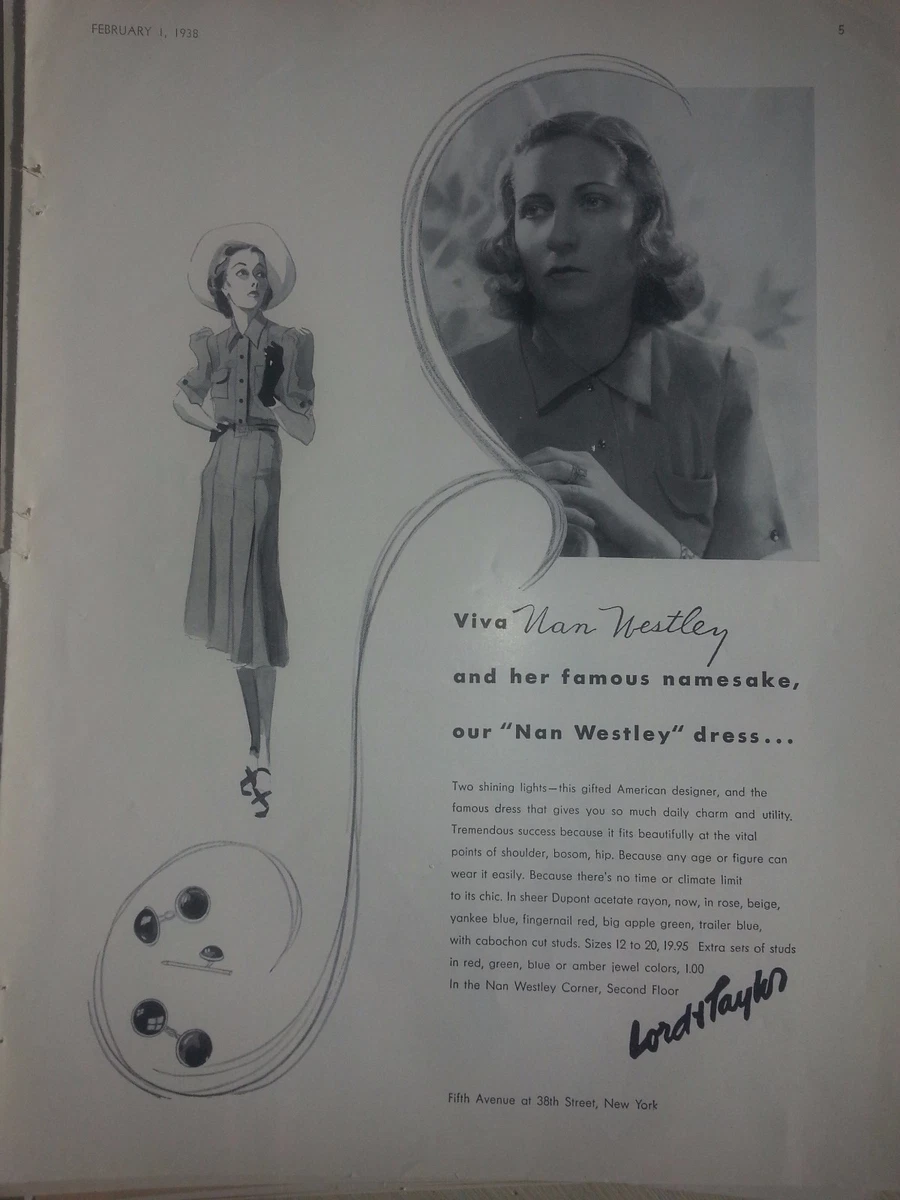 FEBRUARY 1, 1938
5
Viva Nan Westley
and her famous namesake,
our "Nan Westley" dress...
Two shining lights—this gifted American designer, and the
famous dress that gives you so much daily charm and utility.
Tremendous success because it fits beautifully at the vital
points of shoulder, bosom, hip. Because any age or figure can
wear it easily. Because there's no time or climate limit
to its chic. In sheer Dupont acetate rayon, now, in rose, beige,
yankee blue, fingernail red, big apple green, trailer blue,
with cabochon cut studs. Sizes 12 to 20, 19.95 Extra sets of studs
in red, green, blue or amber jewel colors, 1.00
In the Nan Westley Corner, Second Floor
Lord & Taylor
Fifth Avenue at 38th Street, New York